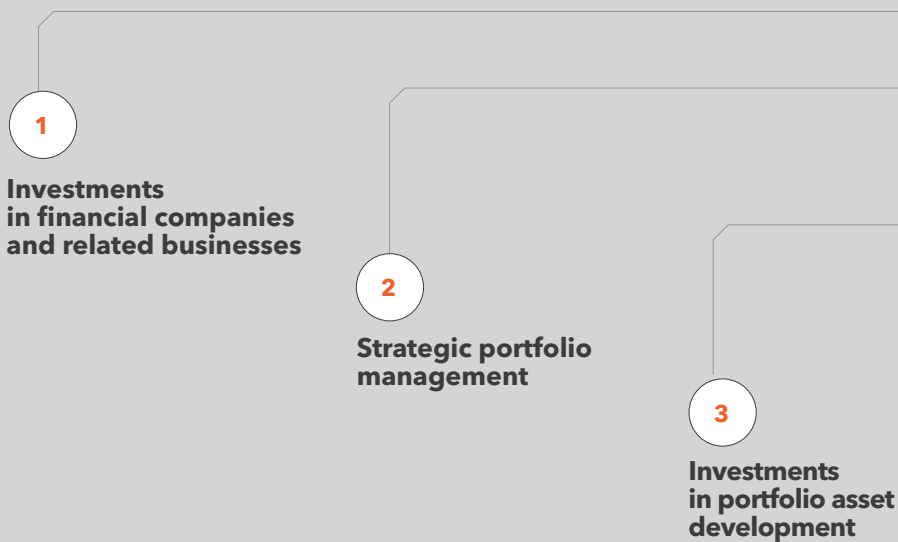 1
Investments
in financial companies
and related businesses
2
Strategic portfolio
management
3
Investments
in portfolio asset
development